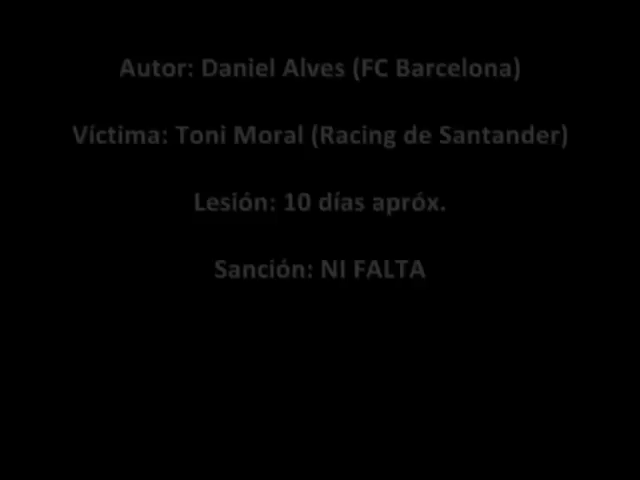 Autor: Daniel Alves (FC Barcelona)
Víctima: Toni Moral (Racing de Santander)
Lesión: 10 días apróx.
Sanción: NI FALTA